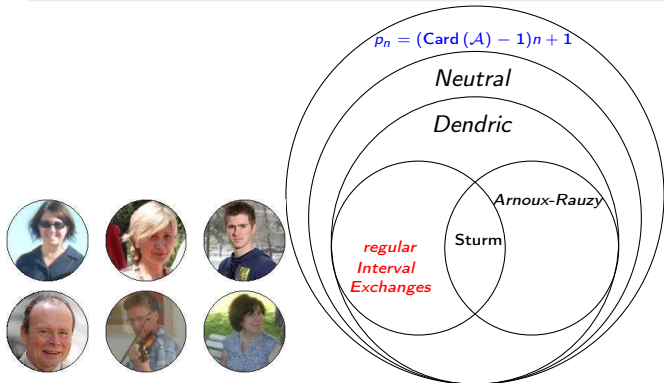 pₙ = (Card (𝒜) − 1)n + 1
Neutral
Dendric
Arnoux-Rauzy
Sturm
regular
Interval
Exchanges